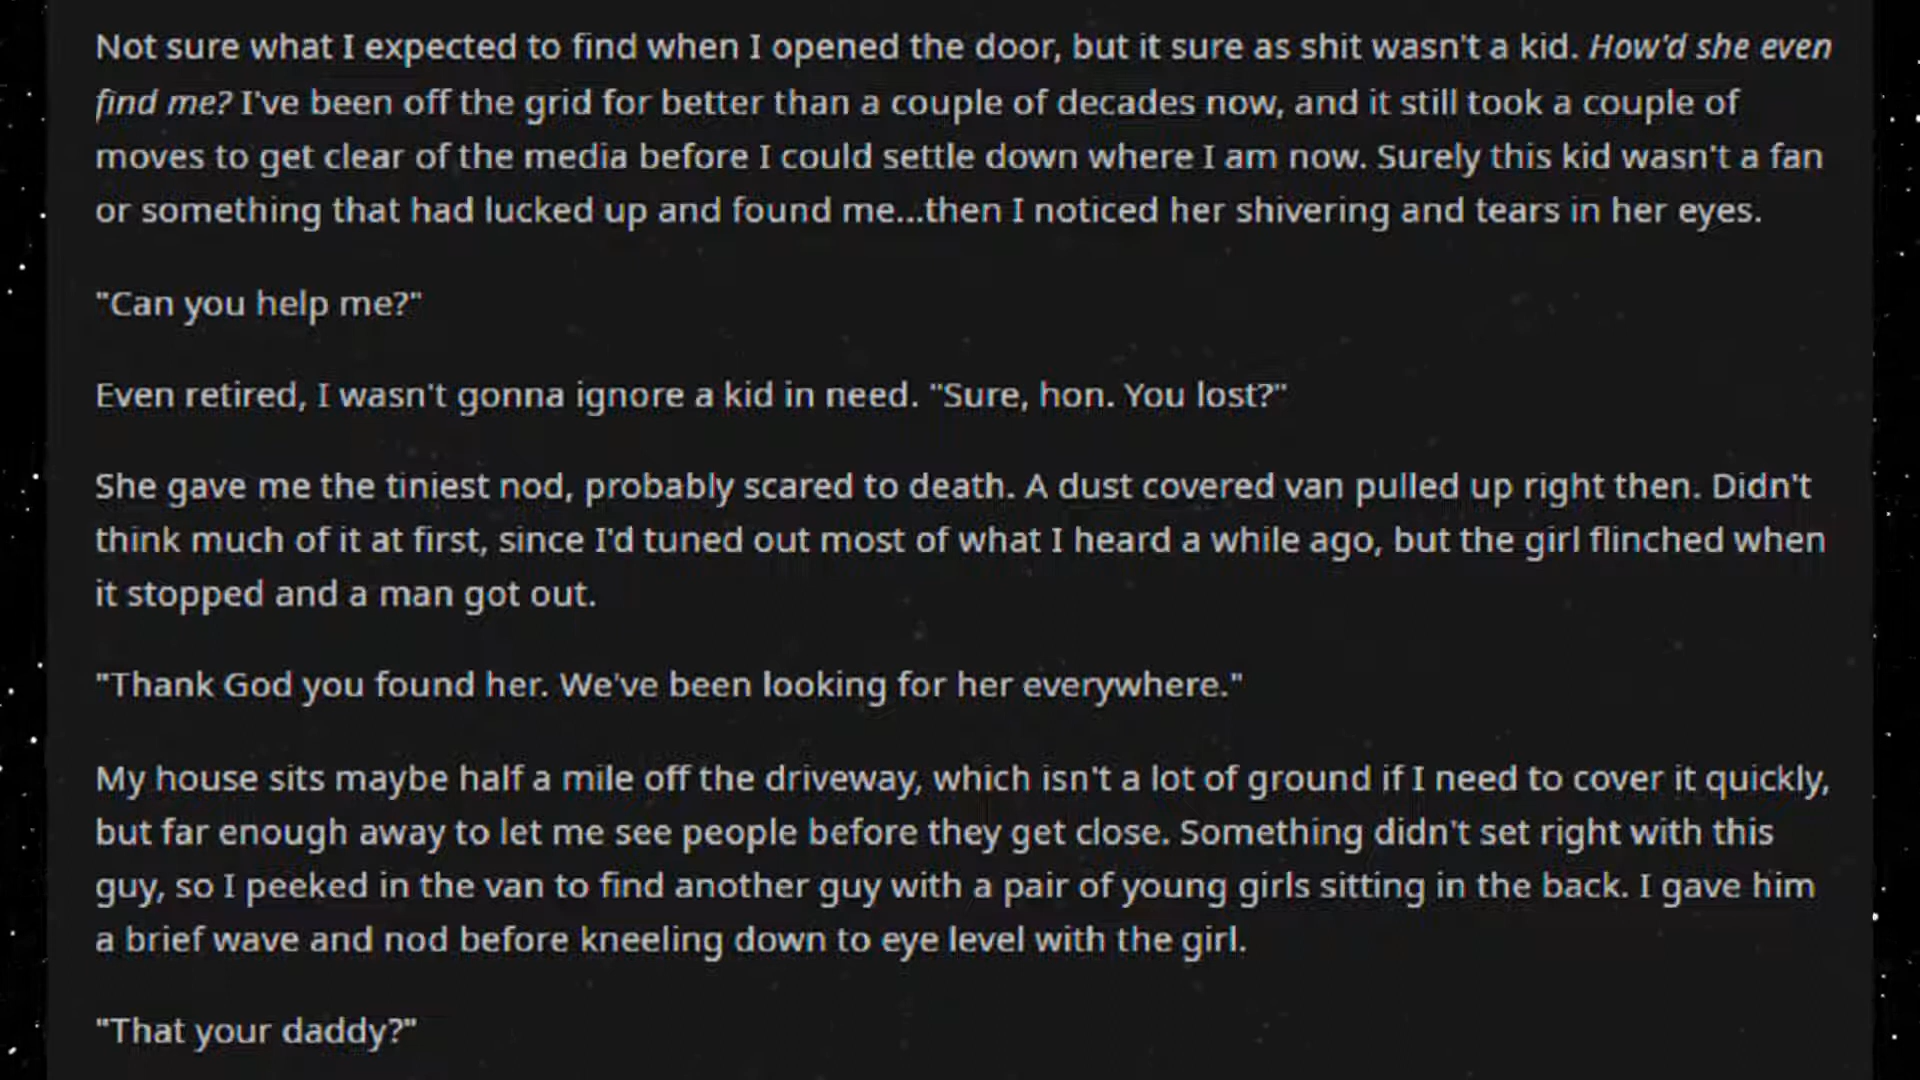 Not sure what I expected to find when I opened the door, but it sure as shit wasn't a kid. How'd she even
find me? I've been off the grid for better than a couple of decades now, and it still took a couple of
moves to get clear of the media before I could settle down where I am now. Surely this kid wasn't a fan
or something that had lucked up and found me...then I noticed her shivering and tears in her eyes.
"Can you help me?"
Even retired, I wasn't gonna ignore a kid in need. "Sure, hon. You lost?"
She gave me the tiniest nod, probably scared to death. A dust covered van pulled up right then. Didn't
think much of it at first, since I'd tuned out most of what I heard a while ago, but the girl flinched when
it stopped and a man got out.
"Thank God you found her. We've been looking for her everywhere."
My house sits maybe half a mile off the driveway, which isn't a lot of ground if I need to cover it quickly,
but far enough away to let me see people before they get close. Something didn't set right with this
guy, so I peeked in the van to find another guy with a pair of young girls sitting in the back. I gave him
a brief wave and nod before kneeling down to eye level with the girl.
"That your daddy?"